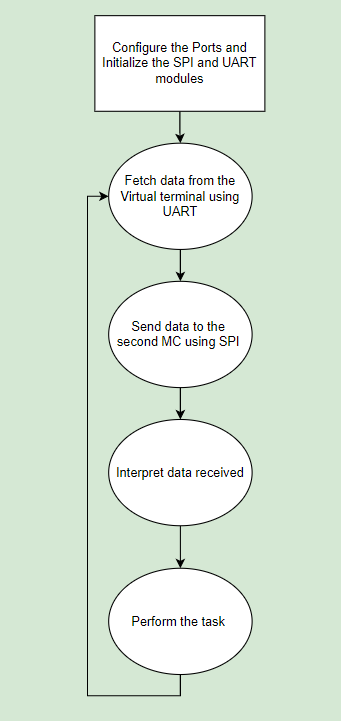 Configure the Ports and
Initialize the SPI and UART
modules
Fetch data from the
Virtual terminal using
UART
Send data to the
second MC using SPI
Interpret data received
Perform the task